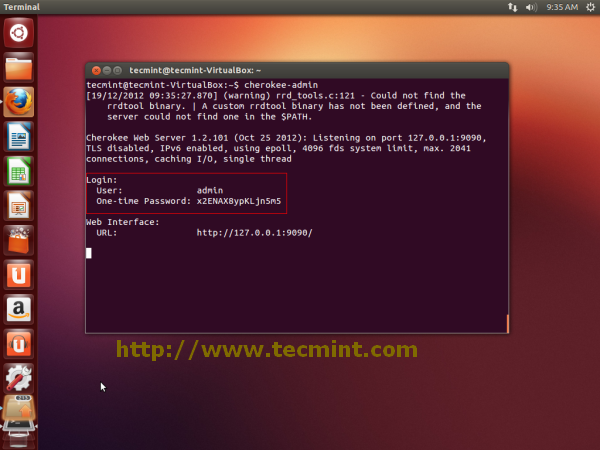 Terminal
9:35 AM
tecmint@tecmint-VirtualBox: ~
tecmint@tecmint-VirtualBox:~$ cherokee-admin
[19/12/2012 09:35:27.870] (warning) rrd_tools.c:121 - Could not find the
rrdtool binary. | A custom rrdtool binary has not been defined, and the
server could not find one in the $PATH.
Cherokee Web Server 1.2.101 (Oct 25 2012): Listening on port 127.0.0.1:9090,
TLS disabled, IPv6 enabled, using epoll, 4096 fds system limit, max. 2041
connections, caching I/O, single thread
Login:
User: admin
One-time Password: x2ENAX8ypKLjn5m5
Web Interface:
URL: http://127.0.0.1:9090/
http://www.tecmint.com